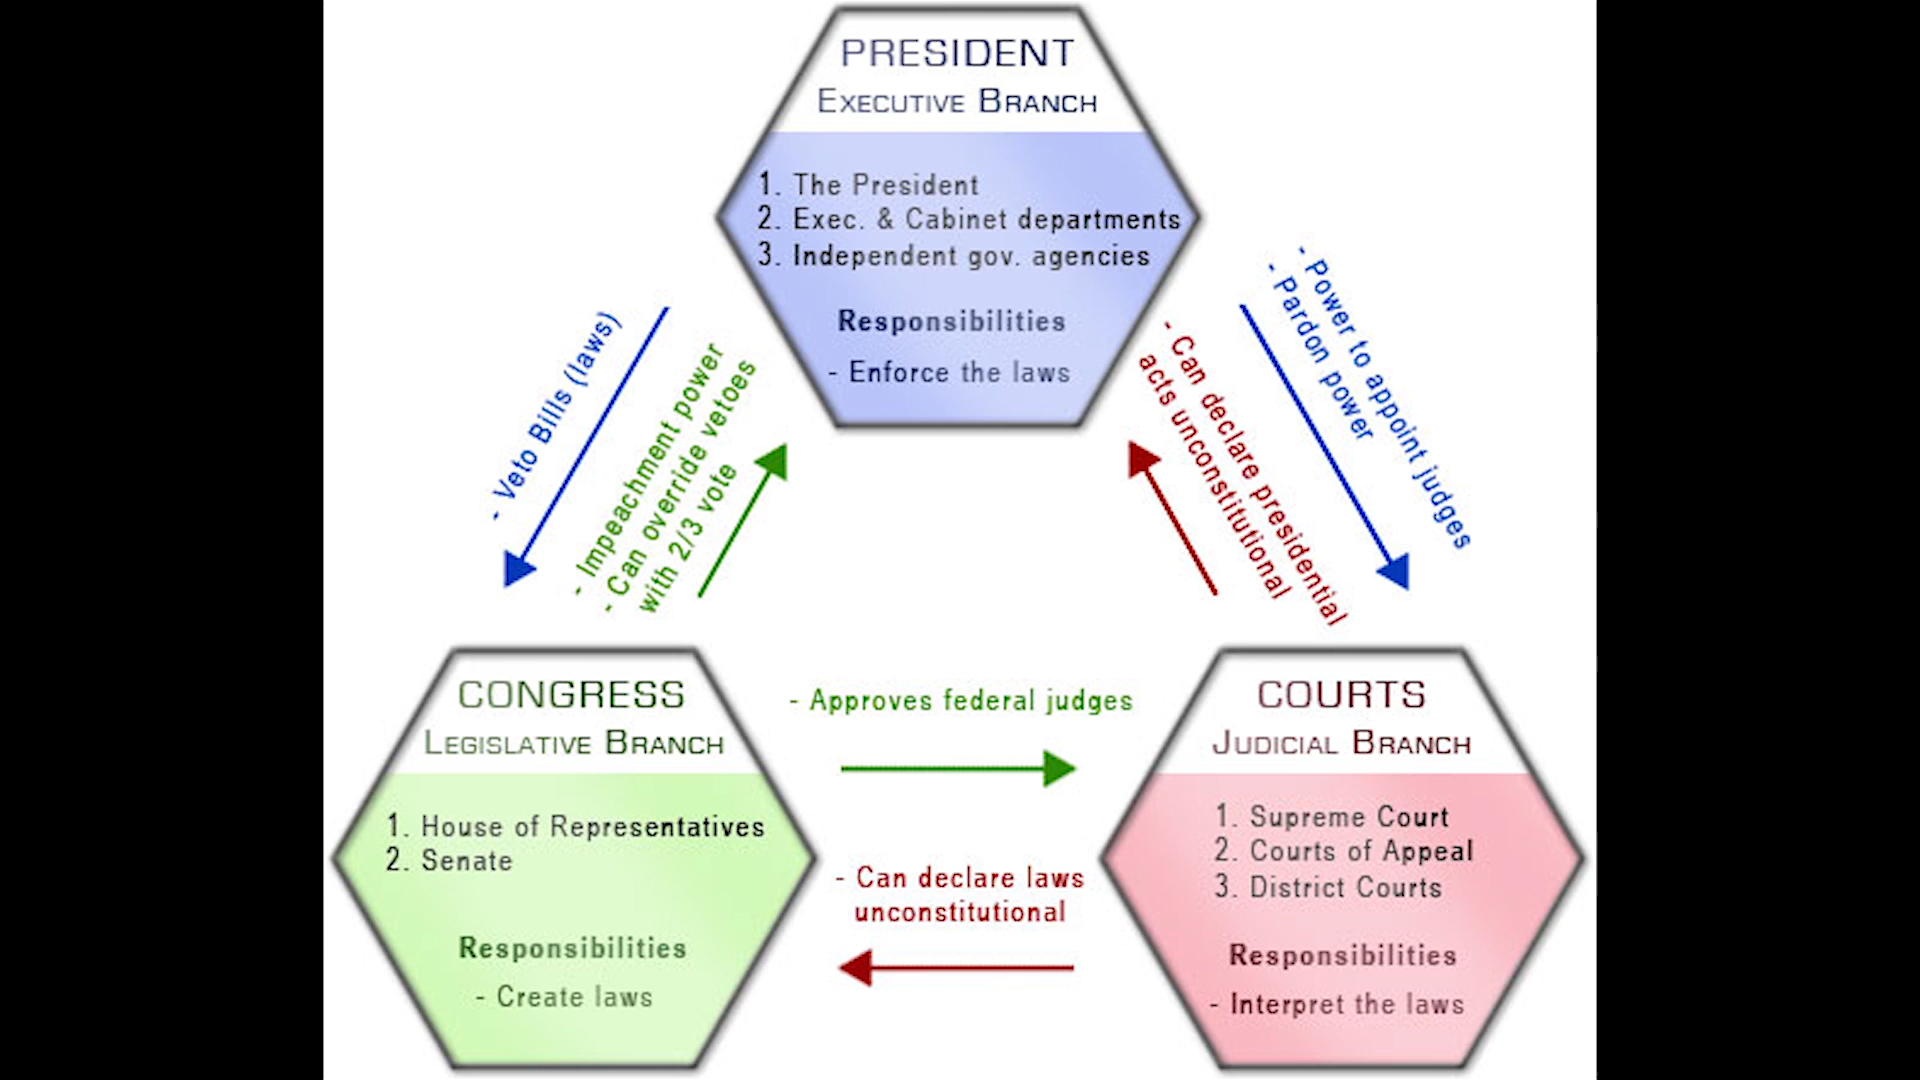 PRESIDENT
EXECUTIVE BRANCH
1. The President
2. Exec. & Cabinet departments
3. Independent gov. agencies
Responsibilities
- Enforce the laws
- Veto Bills (laws)
- Impeachment power
- Can override vetoes
with 2/3 vote
- Can declare presidential
acts unconstitutional
- Power to appoint judges
- Pardon power
CONGRESS
LEGISLATIVE BRANCH
1. House of Representatives
2. Senate
Responsibilities
- Create laws
- Approves federal judges
- Can declare laws
unconstitutional
COURTS
JUDICIAL BRANCH
1. Supreme Court
2. Courts of Appeal
3. District Courts
Responsibilities
- Interpret the laws